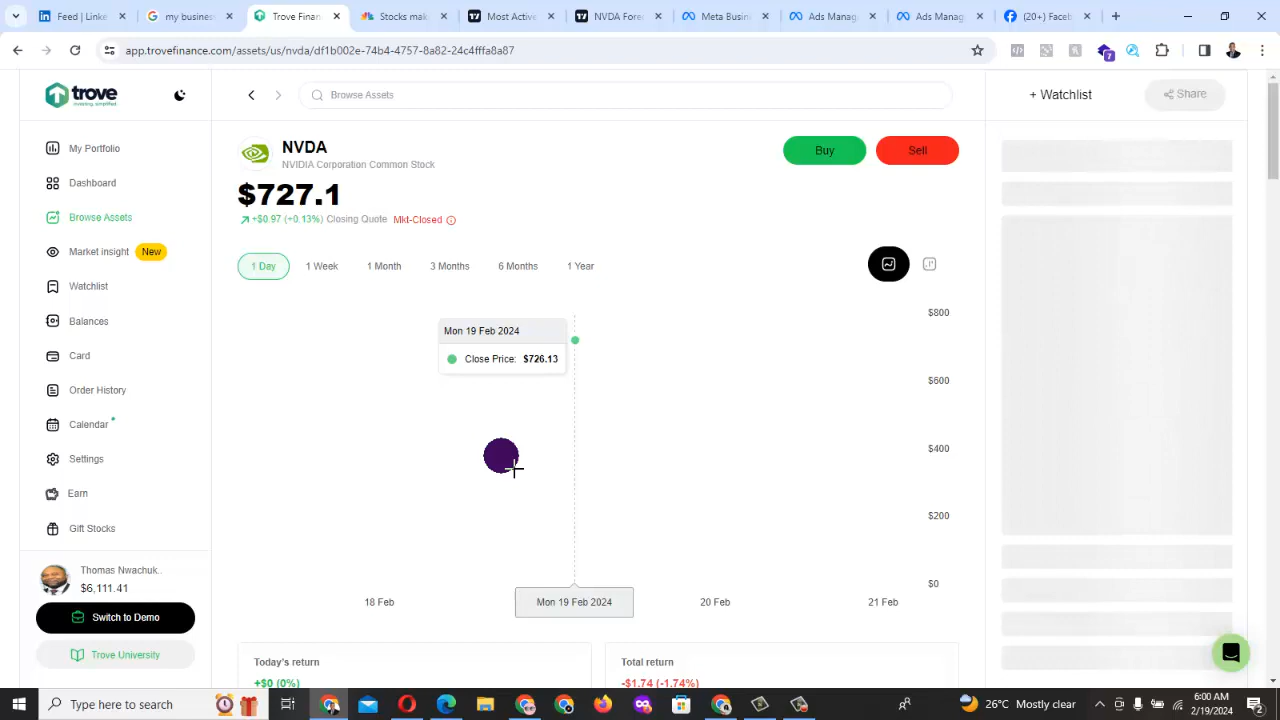 Feed | Link
my business
Trove Finan
Stocks mak
Most Active
NVDA Fore
Meta Busin
Ads Manag
Ads Manag
(20+) Faceb
app.trovefinance.com/assets/us/nvda/df1b002e-74b4-4757-8a82-24c4fffa8a87
7
trove
investing, simplified
Browse Assets
+ Watchlist
Share
My Portfolio
Dashboard
Browse Assets
Market insight New
Watchlist
Balances
Card
Order History
Calendar
Settings
Earn
Gift Stocks
Thomas Nwachuk..
$6,111.41
Switch to Demo
Trove University
NVDA
NVIDIA Corporation Common Stock
Buy
Sell
$727.1
+$0.97 (+0.13%) Closing Quote Mkt-Closed
1 Day
1 Week
1 Month
3 Months
6 Months
1 Year
Mon 19 Feb 2024
Close Price: $726.13
$800
$600
$400
$200
$0
18 Feb
Mon 19 Feb 2024
20 Feb
21 Feb
Today's return
+$0 (0%)
Total return
-$1.74 (-1.74%)
Type here to search
26°C Mostly clear
6:00 AM
2/19/2024